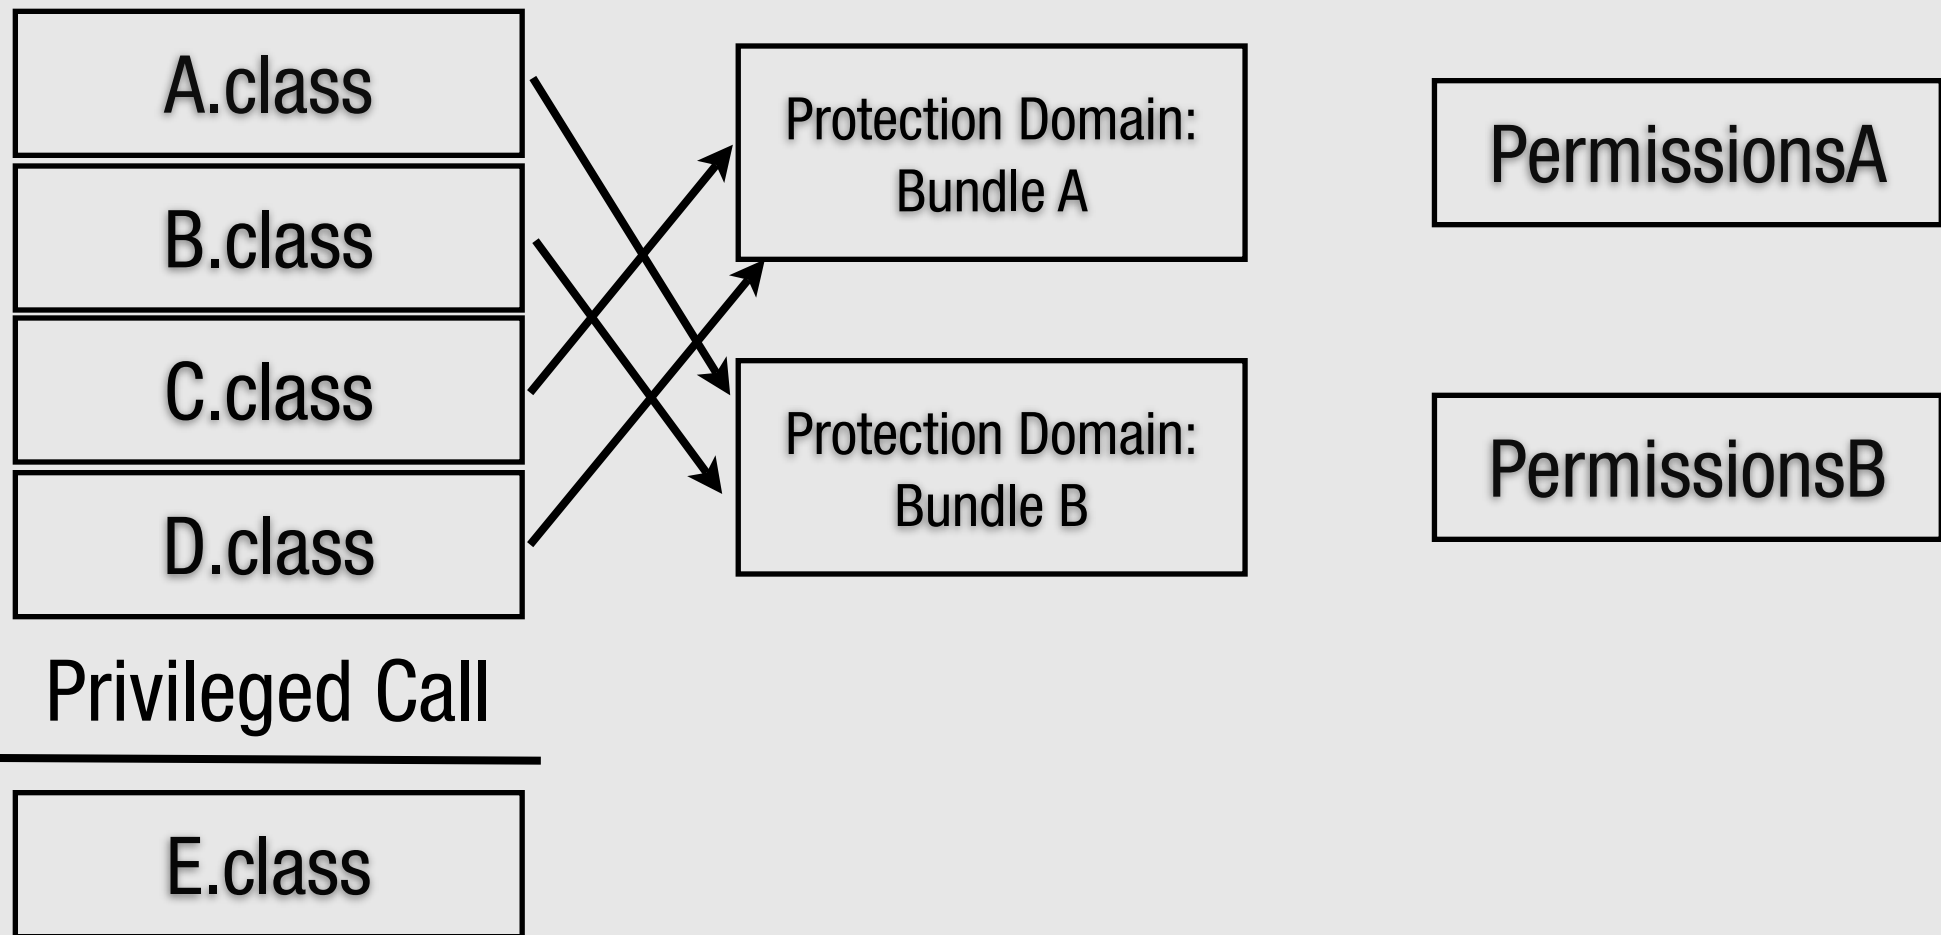 A.class
B.class
C.class
D.class
Privileged Call
E.class
Protection Domain:
Bundle A
Protection Domain:
Bundle B
PermissionsA
PermissionsB